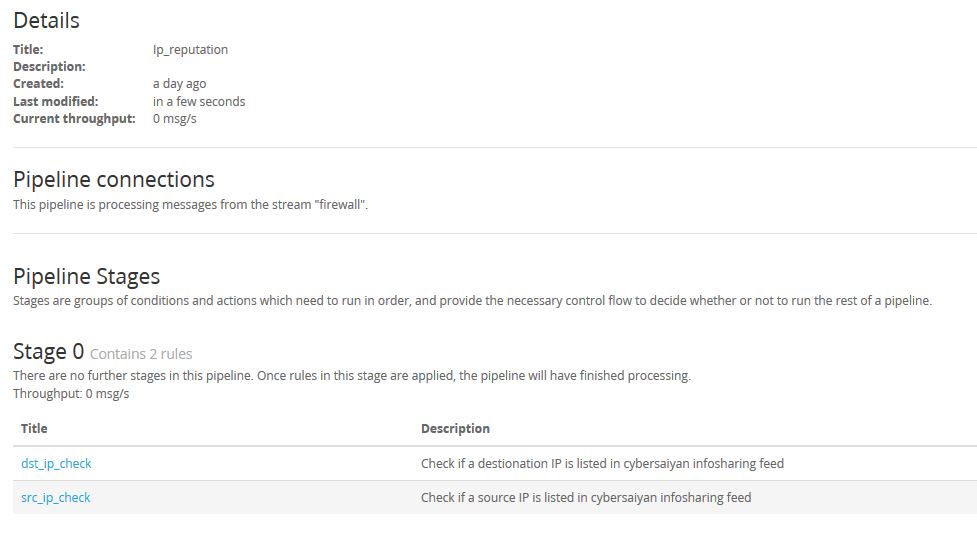 Details
Title: Ip_reputation
Description:
Created: a day ago
Last modified: in a few seconds
Current throughput: 0 msg/s
Pipeline connections
This pipeline is processing messages from the stream "firewall".
Pipeline Stages
Stages are groups of conditions and actions which need to run in order, and provide the necessary control flow to decide whether or not to run the rest of a pipeline.
Stage 0 Contains 2 rules
There are no further stages in this pipeline. Once rules in this stage are applied, the pipeline will have finished processing.
Throughput: 0 msg/s
Title Description
dst_ip_check Check if a destionation IP is listed in cybersaiyan infosharing feed
src_ip_check Check if a source IP is listed in cybersaiyan infosharing feed